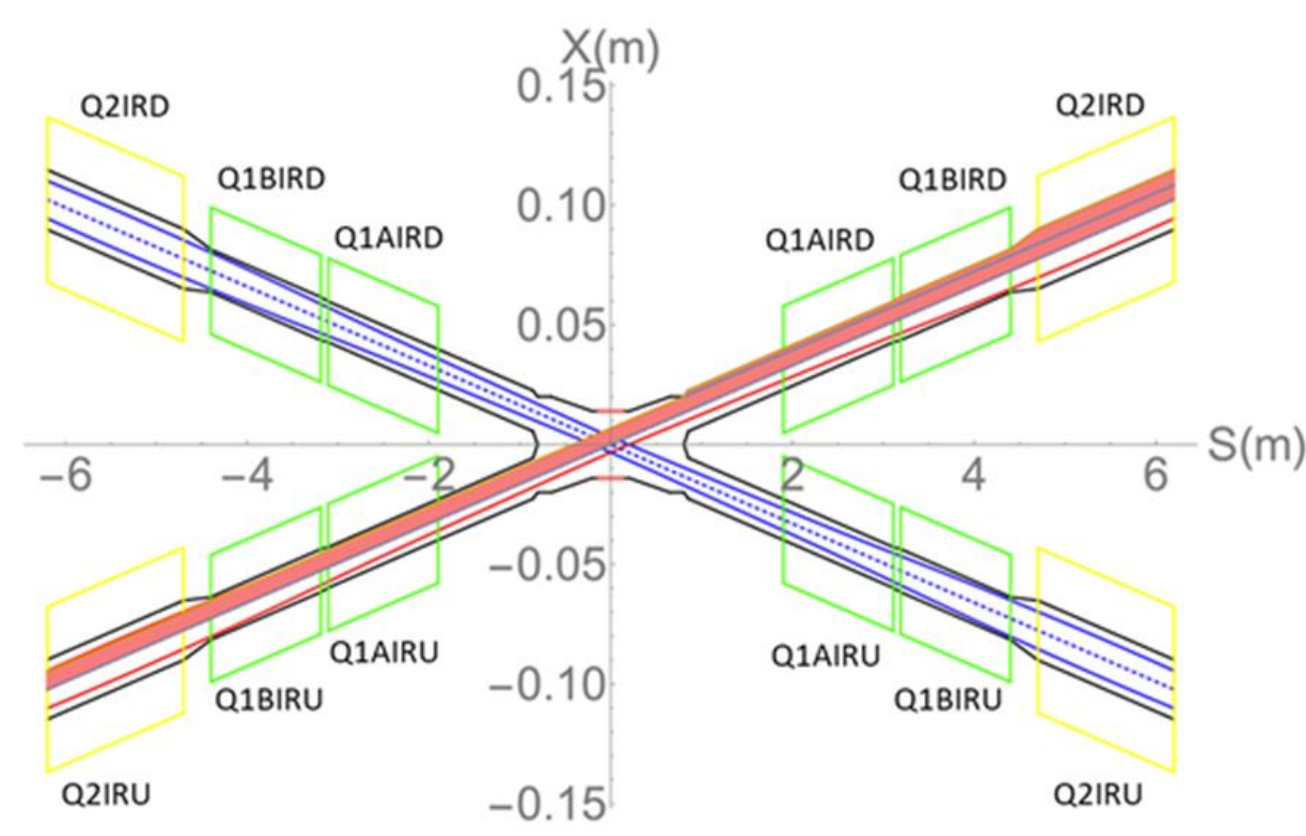 X(m)
0.15
Q2IRD
Q2IRD
Q1BIRD
Q1BIRD
0.10
Q1AIRD
Q1AIRD
0.05
S(m)
−6
−4
−2
2
4
6
−0.05
Q1AIRU
Q1AIRU
Q1BIRU
−0.10
Q1BIRU
Q2IRU
−0.15
Q2IRU